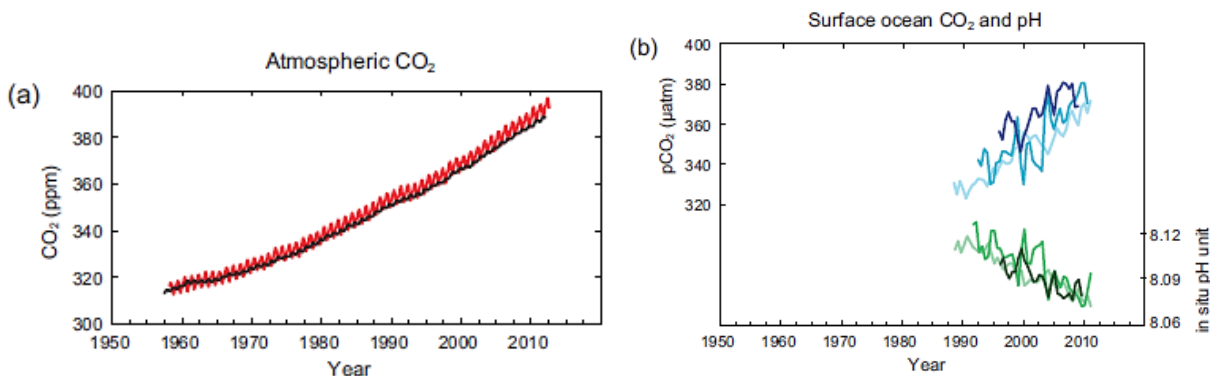 (a)
Atmospheric CO₂
CO₂ (ppm)
400
380
360
340
320
300
1950 1960 1970 1980 1990 2000 2010
Year
(b)
Surface ocean CO₂ and pH
pCO₂ (µatm)
400
380
360
340
320
8.12
8.09
8.06
in situ pH unit
1950 1960 1970 1980 1990 2000 2010
Year